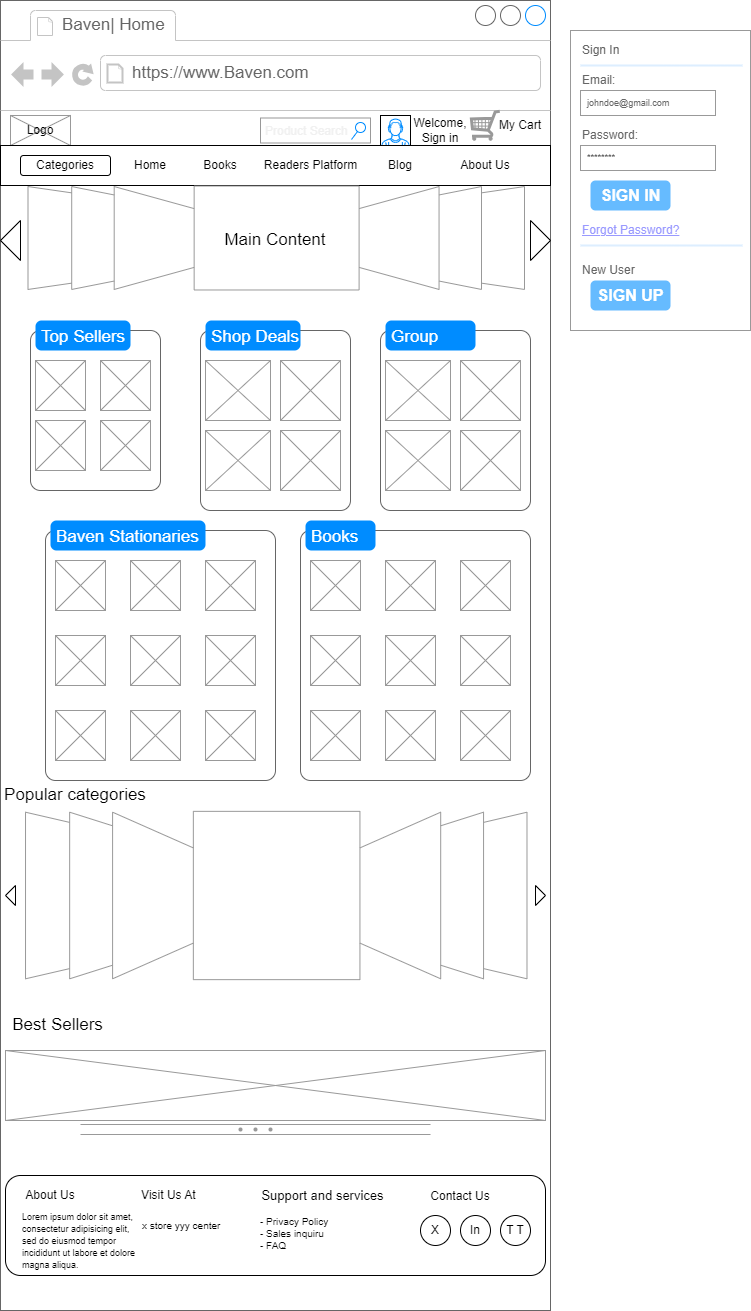 Baven| Home
https://www.Baven.com
Logo
Product Search
Welcome,
Sign in
My Cart
Categories
Home
Books
Readers Platform
Blog
About Us
Main Content
Top Sellers
Shop Deals
Group
Baven Stationaries
Books
Popular categories
Best Sellers
About Us
Lorem ipsum dolor sit amet,
consectetur adipisicing elit,
sed do eiusmod tempor
incididunt ut labore et dolore
magna aliqua.
Visit Us At
x store yyy center
Support and services
- Privacy Policy
- Sales inquiru
- FAQ
Contact Us
X
In
T T
Sign In
Email:
johndoe@gmail.com
Password:
********
SIGN IN
Forgot Password?
New User
SIGN UP